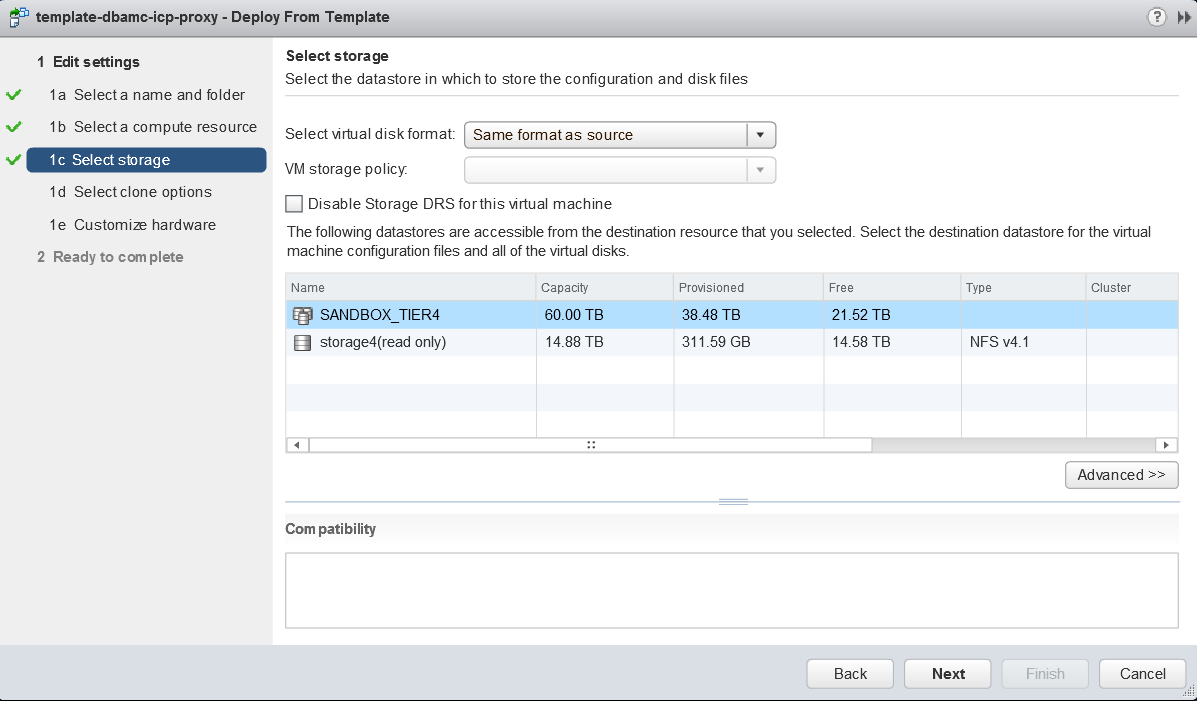 template-dbamc-icp-proxy - Deploy From Template
?
1 Edit settings
1a Select a name and folder
1b Select a compute resource
1c Select storage
1d Select clone options
1e Customize hardware
2 Ready to complete
Select storage
Select the datastore in which to store the configuration and disk files
Select virtual disk format: Same format as source
VM storage policy:
Disable Storage DRS for this virtual machine
The following datastores are accessible from the destination resource that you selected. Select the destination datastore for the virtual
machine configuration files and all of the virtual disks.
Name Capacity Provisioned Free Type Cluster
SANDBOX_TIER4 60.00 TB 38.48 TB 21.52 TB
storage4(read only) 14.88 TB 311.59 GB 14.58 TB NFS v4.1
Advanced >>
Compatibility
Back Next Finish Cancel